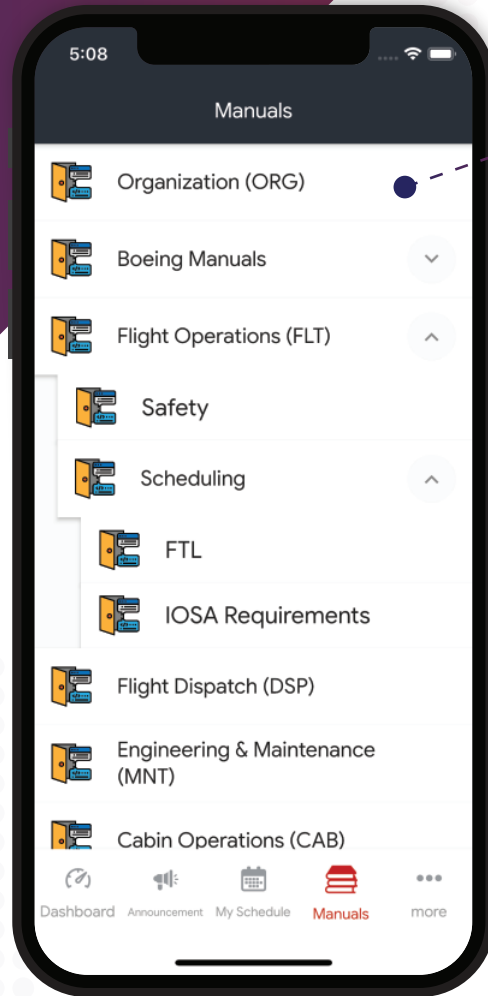 5:08
Manuals
Organization (ORG)
Boeing Manuals
Flight Operations (FLT)
Safety
Scheduling
FTL
IOSA Requirements
Flight Dispatch (DSP)
Engineering & Maintenance
(MNT)
Cabin Operations (CAB)
Dashboard Announcement My Schedule Manuals more